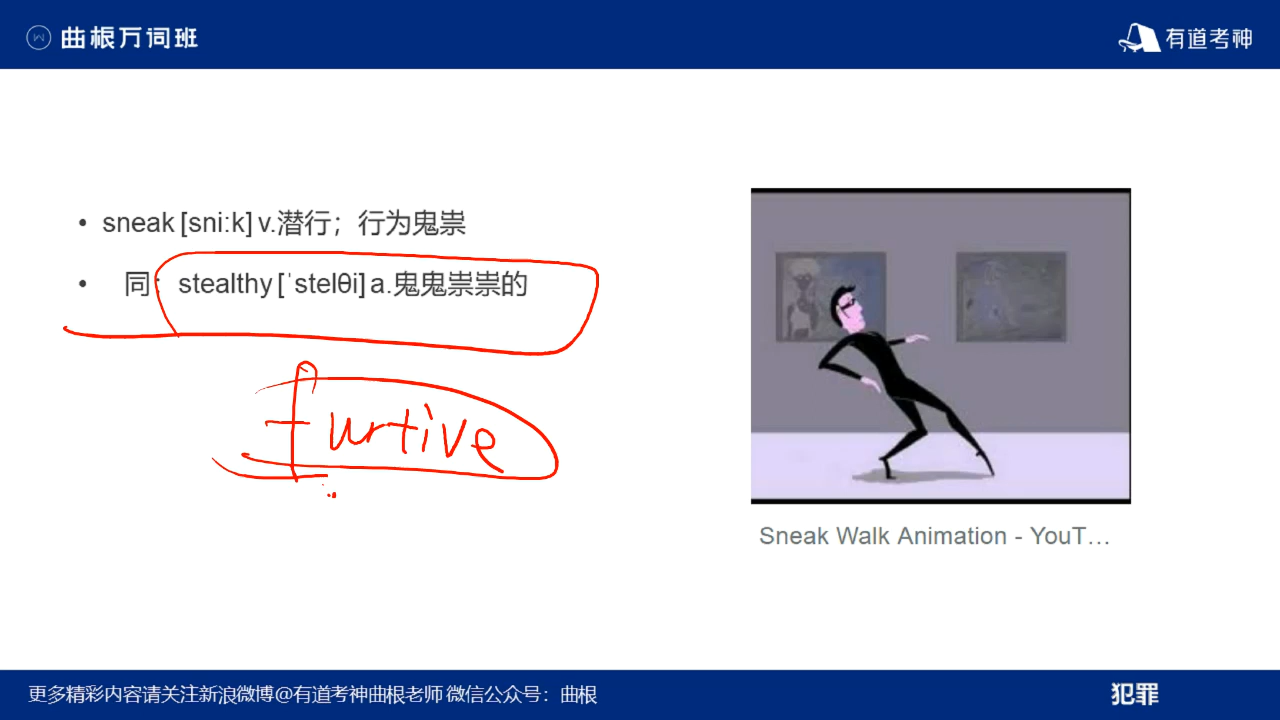 曲根万词班
有道考神
• sneak [sni:k] v.潜行；行为鬼祟
• 同：stealthy [ˈstelθi] a.鬼鬼祟祟的
furtive
Sneak Walk Animation - YouT…
更多精彩内容请关注新浪微博@有道考神曲根老师 微信公众号：曲根
犯罪